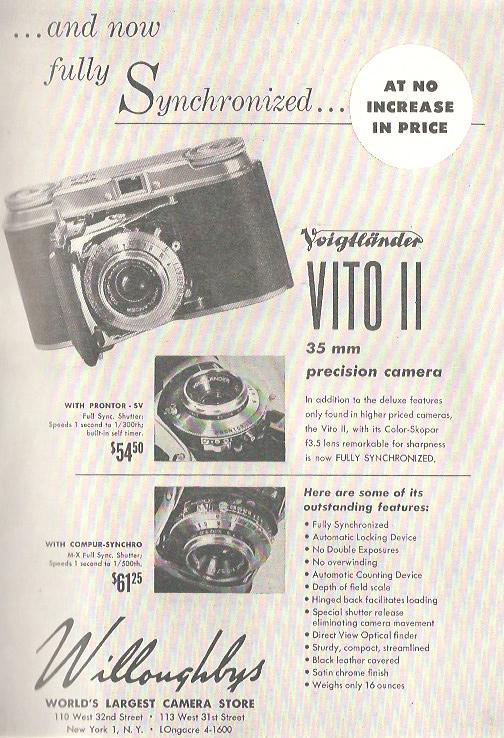 ...and now
fully
Synchronized...
AT NO
INCREASE
IN PRICE
Voigtländer
VITO II
35 mm
precision camera
WITH PRONTOR - SV
Full Sync. Shutter;
Speeds 1 second to 1/300th;
built-in self timer.
$54.50
In addition to the deluxe features
only found in higher priced cameras,
the Vito II, with its Color-Skopar
f3.5 lens remarkable for sharpness
is now FULLY SYNCHRONIZED.
WITH COMPUR-SYNCHRO
M-X Full Sync. Shutter;
Speeds 1 second to 1/500th.
$61.25
Here are some of its
outstanding features:
• Fully Synchronized
• Automatic Locking Device
• No Double Exposures
• No overwinding
• Automatic Counting Device
• Depth of field scale
• Hinged back facilitates loading
• Special shutter release
eliminating camera movement
• Direct View Optical finder
• Sturdy, compact, streamlined
• Black leather covered
• Satin chrome finish
• Weighs only 16 ounces
Willoughbys
WORLD'S LARGEST CAMERA STORE
110 West 32nd Street • 113 West 31st Street
New York 1, N. Y. • LOngacre 4-1600